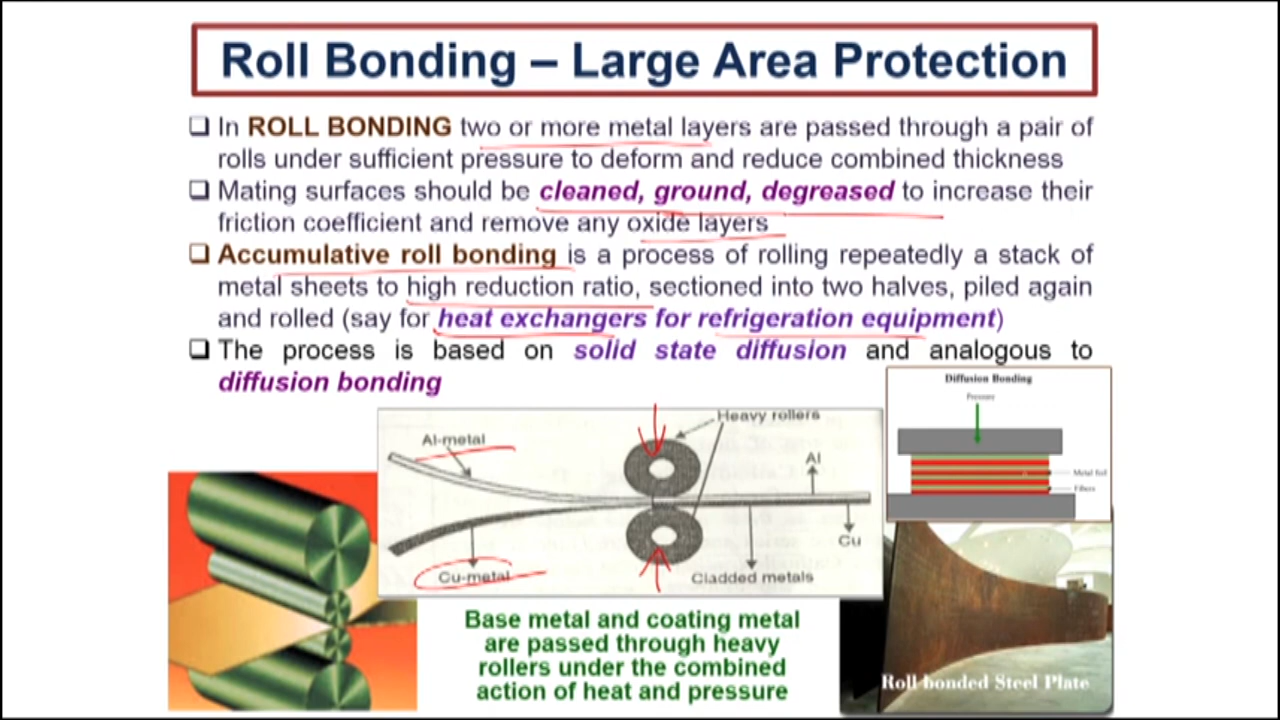 Roll Bonding – Large Area Protection
❑ In ROLL BONDING two or more metal layers are passed through a pair of
rolls under sufficient pressure to deform and reduce combined thickness
❑ Mating surfaces should be cleaned, ground, degreased to increase their
friction coefficient and remove any oxide layers
❑ Accumulative roll bonding is a process of rolling repeatedly a stack of
metal sheets to high reduction ratio, sectioned into two halves, piled again
and rolled (say for heat exchangers for refrigeration equipment)
❑ The process is based on solid state diffusion and analogous to
diffusion bonding
Diffusion Bonding
Pressure
Metal foil
Fibers
Heavy rollers
Al-metal
Al
Cu
Cu-metal
Cladded metals
Base metal and coating metal
are passed through heavy
rollers under the combined
action of heat and pressure
Roll bonded Steel Plate